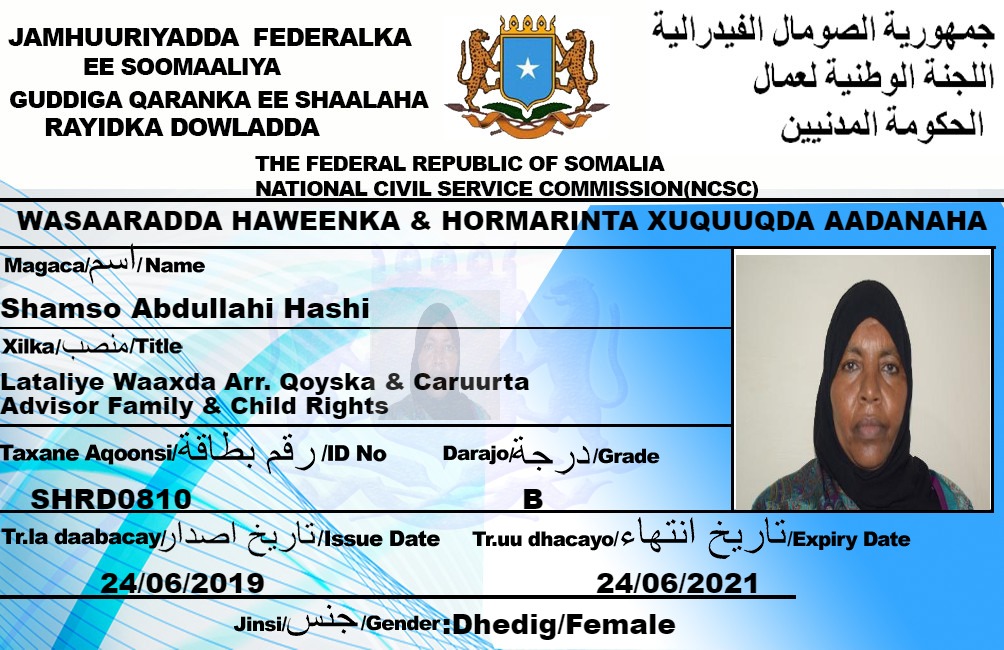 JAMHUURIYADDA FEDERALKA
EE SOOMAALIYA
GUDDIGA QARANKA EE SHAALAHA
RAYIDKA DOWLADDA
جمهورية الصومال الفيدرالية
اللجنة الوطنية لعمال
الحكومة المدنيين
THE FEDERAL REPUBLIC OF SOMALIA
NATIONAL CIVIL SERVICE COMMISSION(NCSC)
WASAARADDA HAWEENKA & HORMARINTA XUQUUQDA AADANAHA
Magaca/اسم/Name
Shamso Abdullahi Hashi
Xilka/منصب/Title
Lataliye Waaxda Arr. Qoyska & Caruurta
Advisor Family & Child Rights
Taxane Aqoonsi/رقم بطاقة/ID No Darajo/درجة/Grade
SHRD0810 B
Tr.la daabacay/تاريخ اصدار/Issue Date Tr.uu dhacayo/تاريخ انتهاء/Expiry Date
24/06/2019 24/06/2021
Jinsi/جنس/Gender:Dhedig/Female